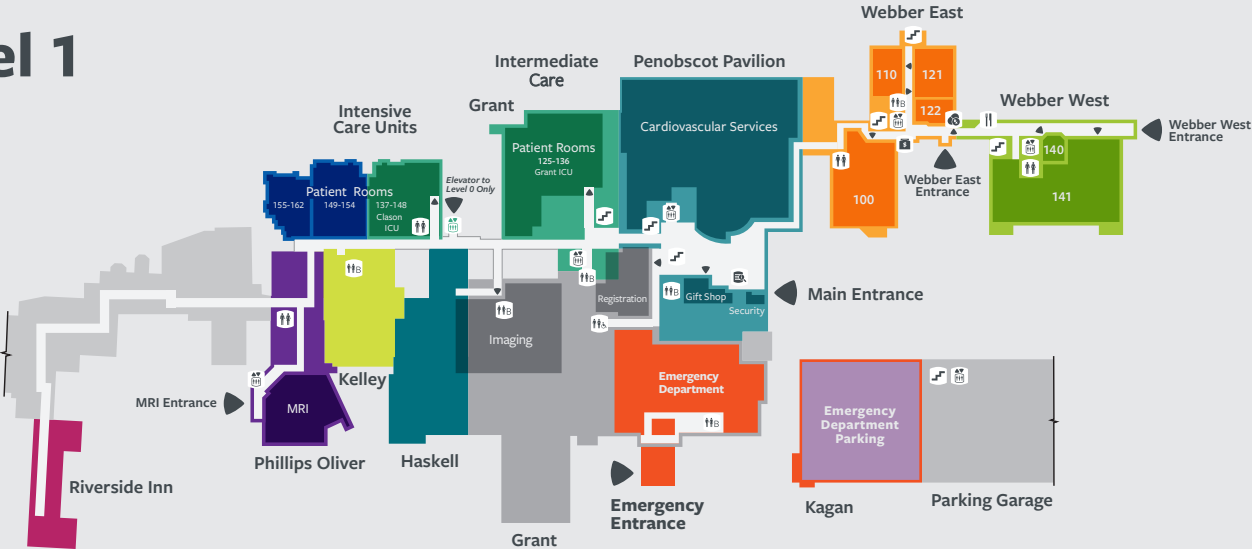 el 1
Webber East
Intermediate
Care
Penobscot Pavilion
110
121
122
B
Webber West
Grant
Intensive
Care Units
Cardiovascular Services
Webber West
Entrance
Patient Rooms
125-136
Grant ICU
140
Elevator to
Level 0 Only
Webber East
Entrance
Patient Rooms
155-162
149-154
137-148
Clason
ICU
100
141
B
B
B
Registration
Gift Shop
Security
Main Entrance
B
Imaging
Kelley
Emergency
Department
B
MRI Entrance
MRI
Emergency
Department
Parking
Phillips Oliver
Haskell
Riverside Inn
Emergency
Entrance
Kagan
Parking Garage
Grant